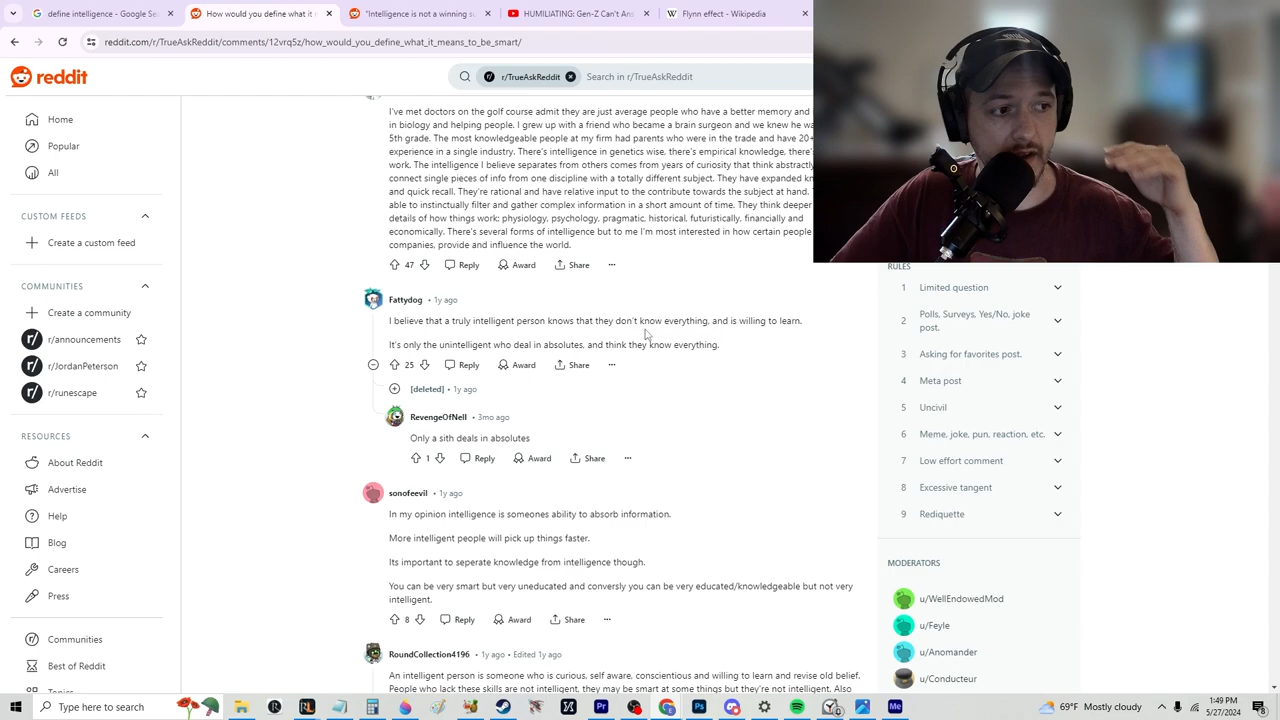 define intelligence - Google Se
How would you define what it m
"Intelligence is not a winning s
HUMILIATING: Gen-Z Can't An
Flynn effect - Wikipedia
reddit.com/r/TrueAskReddit/comments/12vrq5z/how_would_you_define_what_it_means_to_be_smart/
reddit
r/TrueAskReddit
Search in r/TrueAskReddit
Home
Popular
All
CUSTOM FEEDS
Create a custom feed
COMMUNITIES
Create a community
r/announcements
r/JordanPeterson
r/runescape
RESOURCES
About Reddit
Advertise
Help
Blog
Careers
Press
Communities
Best of Reddit
Topics
I've met doctors on the golf course admit they are just average people who have a better memory and
in biology and helping people. I grew up with a friend who became a brain surgeon and we knew he wa
5th grade. The most knowledgeable people at my firm had parents who were in the trade and have 20+
experience in a single industry. There's intelligence in genetics wise, there's empirical knowledge, there'
work. The intelligence I believe separates from others comes from years of curiosity that think abstractly
connect single pieces of info from one discipline with a totally different subject. They have expanded kn
and quick recall. They're rational and have relative input to the contribute towards the subject at hand. T
able to instinctually filter and gather complex information in a short amount of time. They think deeper
details of how things work: physiology, psychology, pragmatic, historical, futuristically, financially and
economically. There's several forms of intelligence but to me I'm most interested in how certain people
companies, provide and influence the world.
47 Reply Award Share
Fattydog • 1y ago
I believe that a truly intelligent person knows that they don't know everything, and is willing to learn.
It's only the unintelligent who deal in absolutes, and think they know everything.
25 Reply Award Share
[deleted] • 1y ago
RevengeOfNell • 3mo ago
Only a sith deals in absolutes
1 Reply Award Share
sonofeevil • 1y ago
In my opinion intelligence is someones ability to absorb information.
More intelligent people will pick up things faster.
Its important to seperate knowledge from intelligence though.
You can be very smart but very uneducated and conversly you can be very educated/knowledgeable but not very
intelligent.
8 Reply Award Share
RoundCollection4196 • 1y ago • Edited 1y ago
An intelligent person is someone who is curious, self aware, conscientious and willing to learn and revise old belief.
People who lack these skills are not intelligent, they may be smart at some things but they're not intelligent. Also
RULES
1 Limited question
2 Polls, Surveys, Yes/No, joke
post.
3 Asking for favorites post.
4 Meta post
5 Uncivil
6 Meme, joke, pun, reaction, etc.
7 Low effort comment
8 Excessive tangent
9 Rediquette
MODERATORS
u/WellEndowedMod
u/Feyle
u/Anomander
u/Conducteur
Type here to search
69°F Mostly cloudy
1:49 PM
5/27/2024